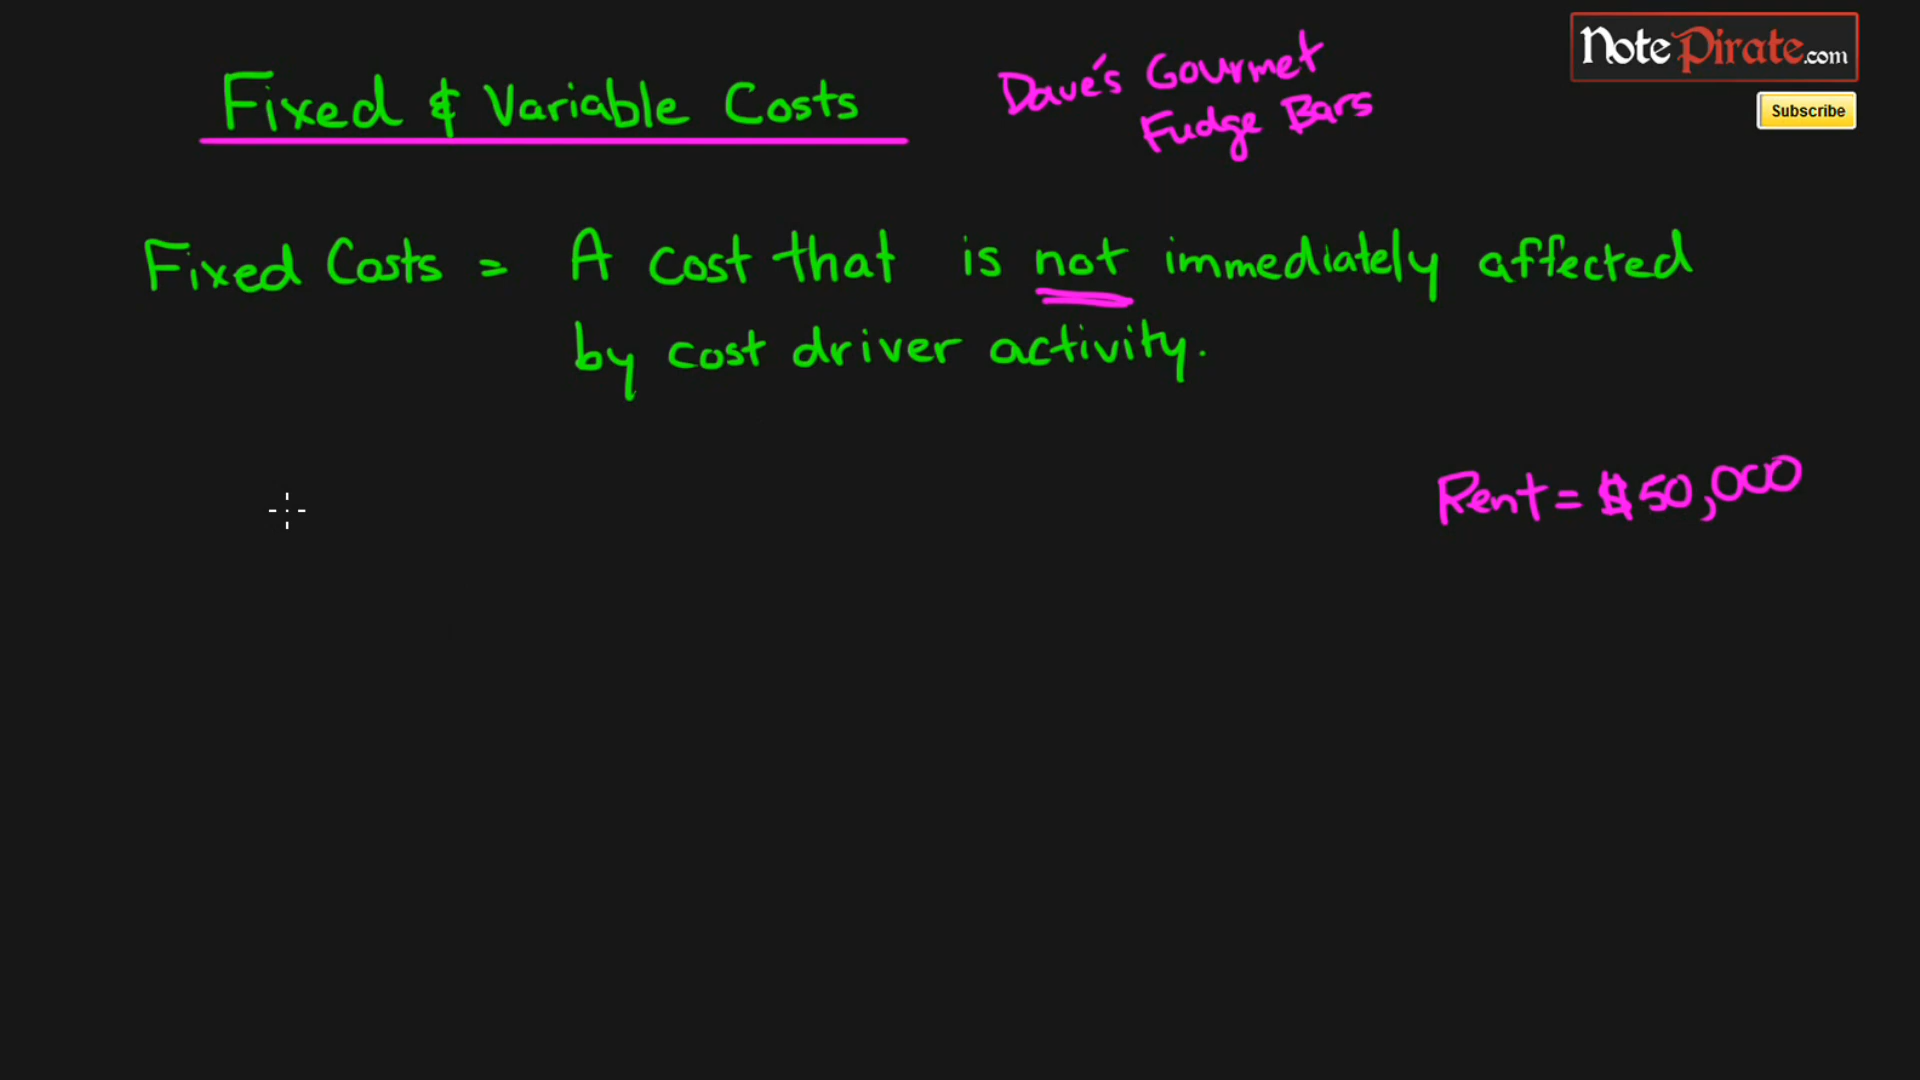 Fixed & Variable Costs
Dave's Gourmet
Fudge Bars
NotePirate.com
Subscribe
Fixed Costs = A cost that is not immediately affected
by cost driver activity.
Rent = $50,000